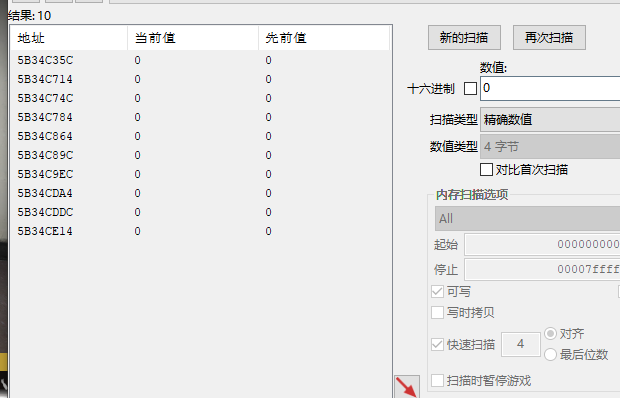 结果: 10
地址 当前值 先前值
5B34C35C 0 0
5B34C714 0 0
5B34C74C 0 0
5B34C784 0 0
5B34C864 0 0
5B34C89C 0 0
5B34C9EC 0 0
5B34CDA4 0 0
5B34CDDC 0 0
5B34CE14 0 0
新的扫描 再次扫描
数值:
十六进制 0
扫描类型 精确数值
数值类型 4 字节
对比首次扫描
内存扫描选项
All
起始 000000000
停止 00007ffff
可写
写时拷贝
快速扫描 4 对齐
最后位数
扫描时暂停游戏